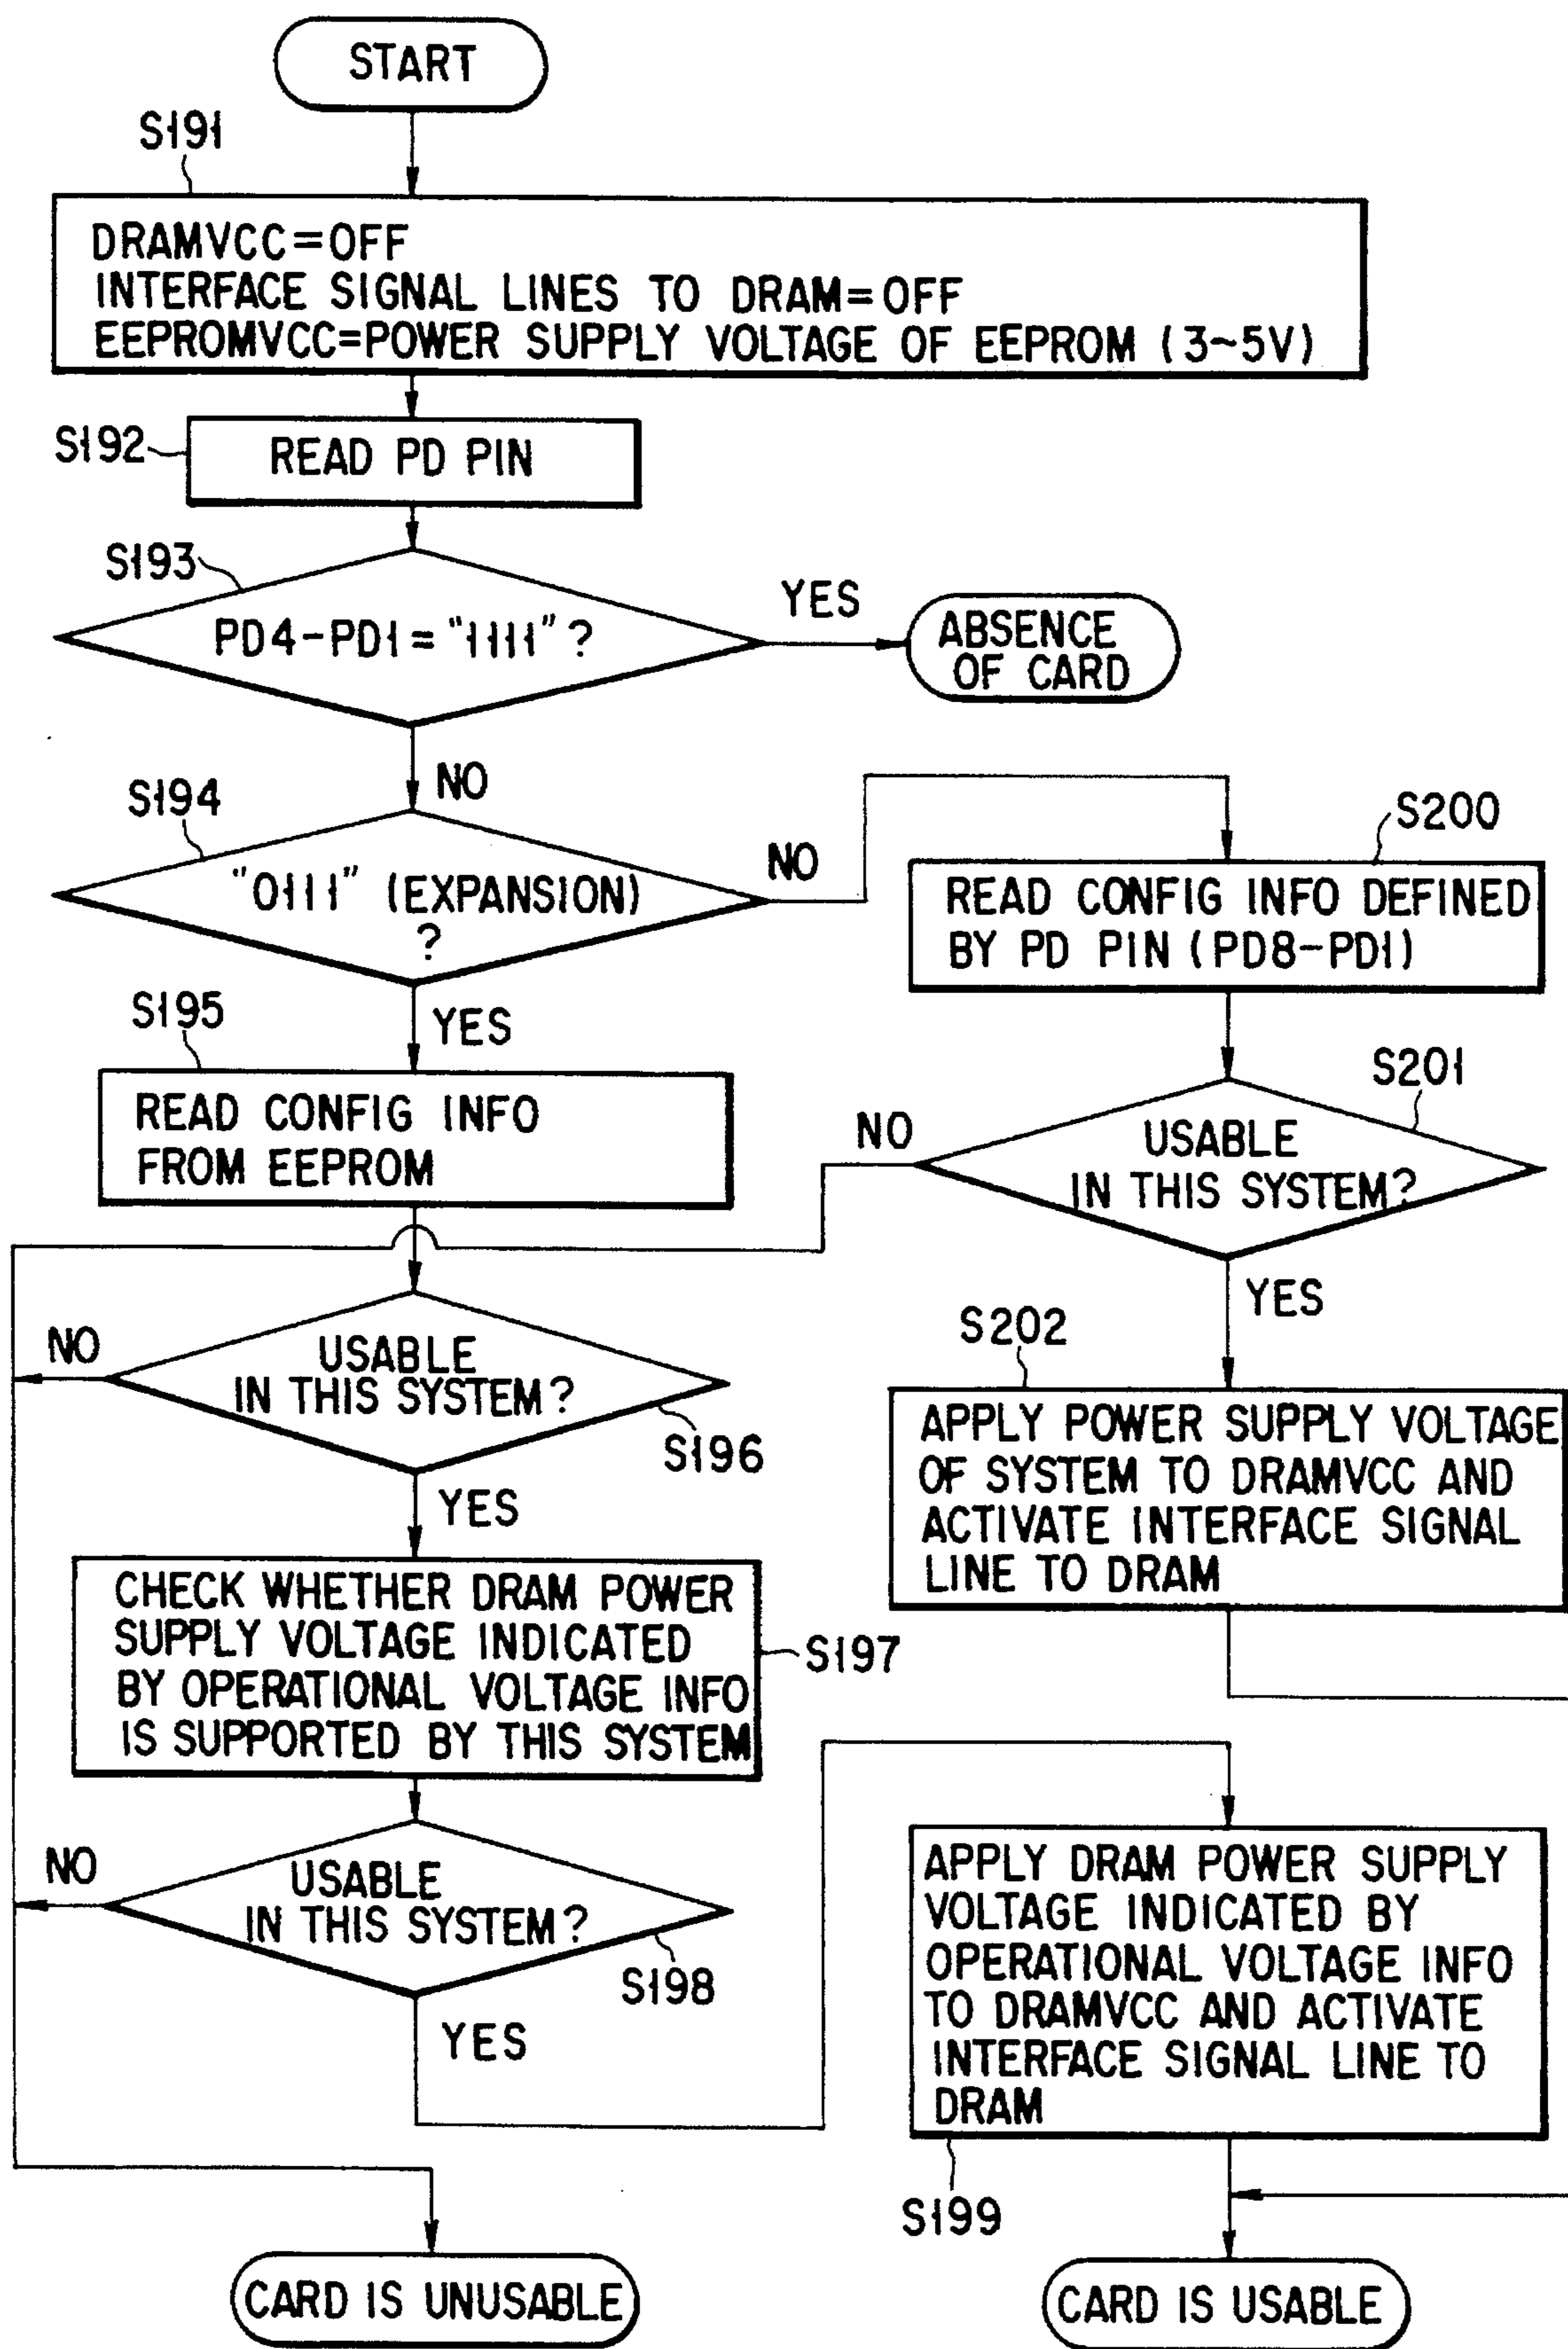 START
S191
DRAMVCC=OFF
INTERFACE SIGNAL LINES TO DRAM=OFF
EEPROMVCC=POWER SUPPLY VOLTAGE OF EEPROM (3~5V)
S192
READ PD PIN
S193
PD4-PD1="1111"?
YES
ABSENCE
OF CARD
NO
S194
"0111" (EXPANSION)
?
NO
S200
READ CONFIG INFO DEFINED
BY PD PIN (PD8-PD1)
YES
S195
READ CONFIG INFO
FROM EEPROM
S201
NO
USABLE
IN THIS SYSTEM?
YES
NO
USABLE
IN THIS SYSTEM?
S196
YES
S202
APPLY POWER SUPPLY VOLTAGE
OF SYSTEM TO DRAMVCC AND
ACTIVATE INTERFACE SIGNAL
LINE TO DRAM
CHECK WHETHER DRAM POWER
SUPPLY VOLTAGE INDICATED
BY OPERATIONAL VOLTAGE INFO
IS SUPPORTED BY THIS SYSTEM
S197
NO
USABLE
IN THIS SYSTEM?
S198
YES
APPLY DRAM POWER SUPPLY
VOLTAGE INDICATED BY
OPERATIONAL VOLTAGE INFO
TO DRAMVCC AND ACTIVATE
INTERFACE SIGNAL LINE TO
DRAM
S199
CARD IS UNUSABLE
CARD IS USABLE